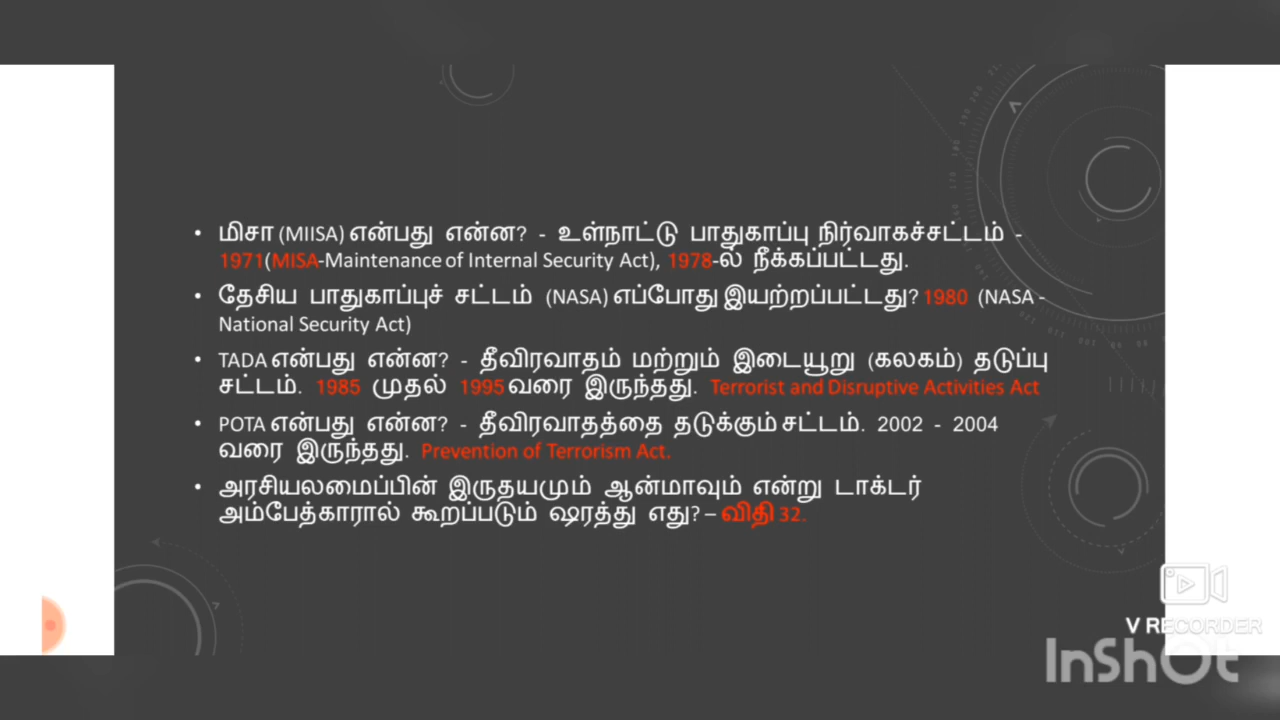 • மிசா (MIISA) என்பது என்ன? - உள்நாட்டு பாதுகாப்பு நிர்வாகச்சட்டம் -
1971(MISA-Maintenance of Internal Security Act), 1978-ல் நீக்கப்பட்டது.
• தேசிய பாதுகாப்புச் சட்டம் (NASA) எப்போது இயற்றப்பட்டது? 1980 (NASA -
National Security Act)
• TADA என்பது என்ன? - தீவிரவாதம் மற்றும் இடையூறு (கலகம்) தடுப்பு
சட்டம். 1985 முதல் 1995வரை இருந்தது. Terrorist and Disruptive Activities Act
• POTA என்பது என்ன? - தீவிரவாதத்தை தடுக்கும் சட்டம். 2002 - 2004
வரை இருந்தது. Prevention of Terrorism Act.
• அரசியலமைப்பின் இருதயமும் ஆன்மாவும் என்று டாக்டர்
அம்பேத்காரால் கூறப்படும் ஷரத்து எது? – விதி 32.
V RECORDER
InShOt